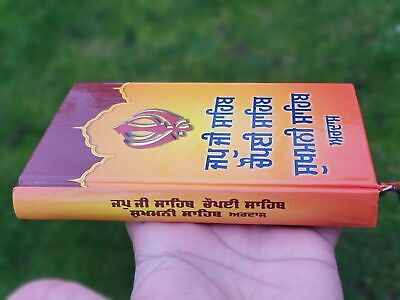 ਜਪੁ ਜੀ ਸਾਹਿਬ
ਚੌਪਈ ਸਾਹਿਬ
ਸੁਖਮਨੀ ਸਾਹਿਬ
ਅਰਦਾਸ
ਜਪੁ ਜੀ ਸਾਹਿਬ ਚੌਪਈ ਸਾਹਿਬ
ਸੁਖਮਨੀ ਸਾਹਿਬ ਅਰਦਾਸ